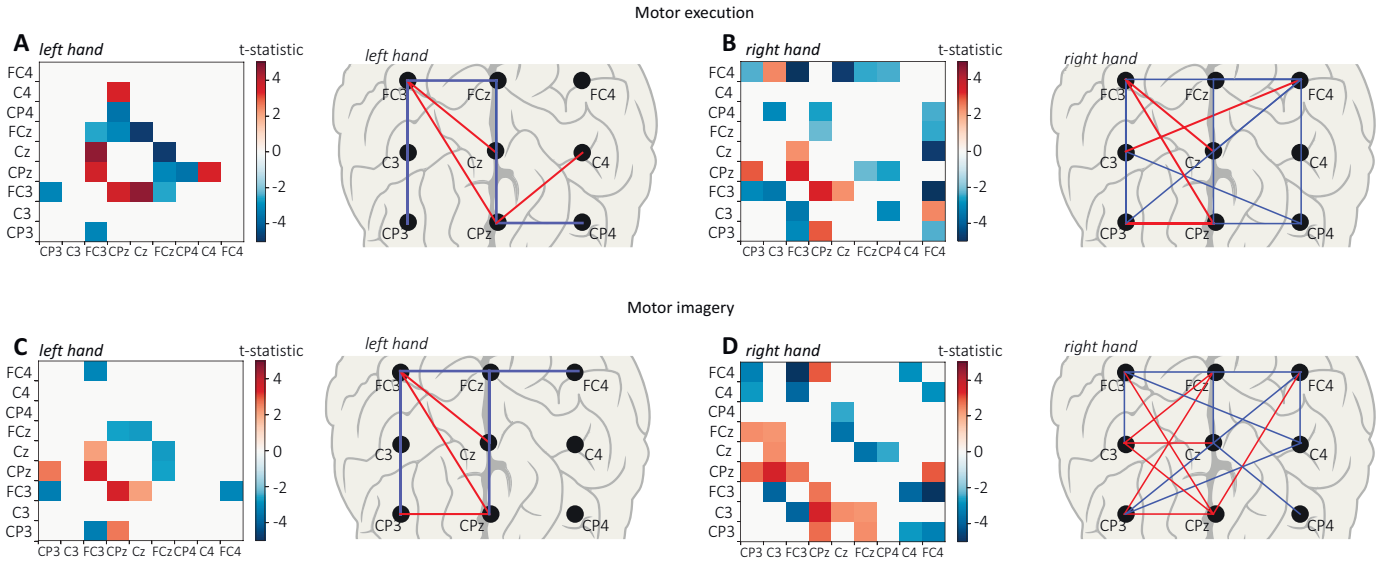 Motor execution
A left hand t-statistic
FC4
C4
CP4
FCz
Cz
CPz
FC3
C3
CP3
CP3 C3 FC3 CPz Cz FCz CP4 C4 FC4
4
2
0
−2
−4
left hand
FC3 FCz FC4
C3 Cz C4
CP3 CPz CP4
B right hand t-statistic
FC4
C4
CP4
FCz
Cz
CPz
FC3
C3
CP3
CP3 C3 FC3 CPz Cz FCz CP4 C4 FC4
4
2
0
−2
−4
right hand
FC3 FCz FC4
C3 Cz C4
CP3 CPz CP4
Motor imagery
C left hand t-statistic
FC4
C4
CP4
FCz
Cz
CPz
FC3
C3
CP3
CP3 C3 FC3 CPz Cz FCz CP4 C4 FC4
4
2
0
−2
−4
left hand
FC3 FCz FC4
C3 Cz C4
CP3 CPz CP4
D right hand t-statistic
FC4
C4
CP4
FCz
Cz
CPz
FC3
C3
CP3
CP3 C3 FC3 CPz Cz FCz CP4 C4 FC4
4
2
0
−2
−4
right hand
FC3 FCz FC4
C3 Cz C4
CP3 CPz CP4